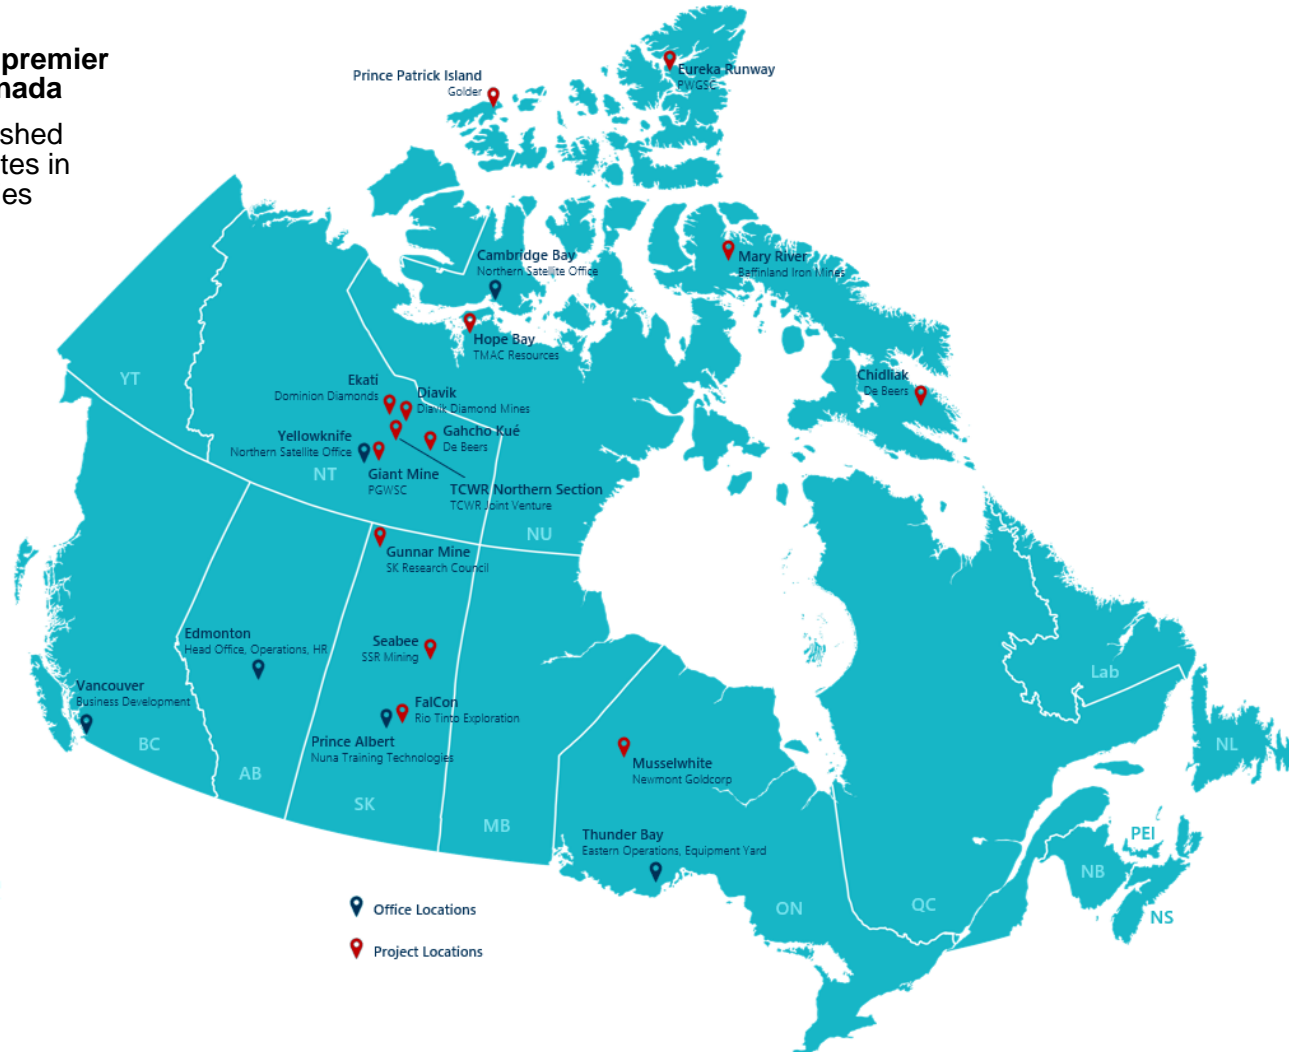 premier
nada
shed
tes in
es
Prince Patrick Island
Golder
Eureka Runway
PWGSC
Cambridge Bay
Northern Satellite Office
Mary River
Baffinland Iron Mines
Hope Bay
TMAC Resources
Chidliak
De Beers
YT
Ekati
Dominion Diamonds
Diavik
Diavik Diamond Mines
Gahcho Kué
De Beers
Yellowknife
Northern Satellite Office
NT
Giant Mine
PGWSC
TCWR Northern Section
TCWR Joint Venture
NU
Gunnar Mine
SK Research Council
Edmonton
Head Office, Operations, HR
Seabee
SSR Mining
Lab
Vancouver
Business Development
FalCon
Rio Tinto Exploration
Prince Albert
Nuna Training Technologies
BC
AB
SK
MB
Musselwhite
Newmont Goldcorp
NL
Thunder Bay
Eastern Operations, Equipment Yard
PEI
NB
NS
ON
QC
Office Locations
Project Locations